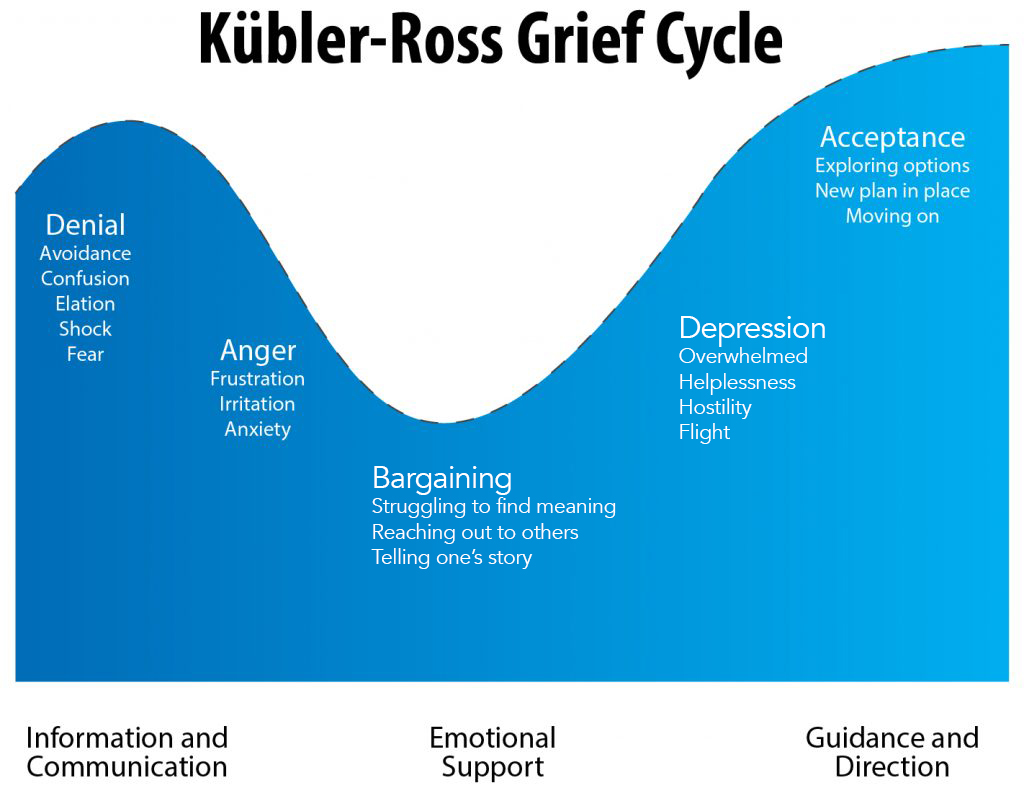 Kübler-Ross Grief Cycle
Denial
Avoidance
Confusion
Elation
Shock
Fear
Anger
Frustration
Irritation
Anxiety
Bargaining
Struggling to find meaning
Reaching out to others
Telling one’s story
Depression
Overwhelmed
Helplessness
Hostility
Flight
Acceptance
Exploring options
New plan in place
Moving on
Information and
Communication
Emotional
Support
Guidance and
Direction